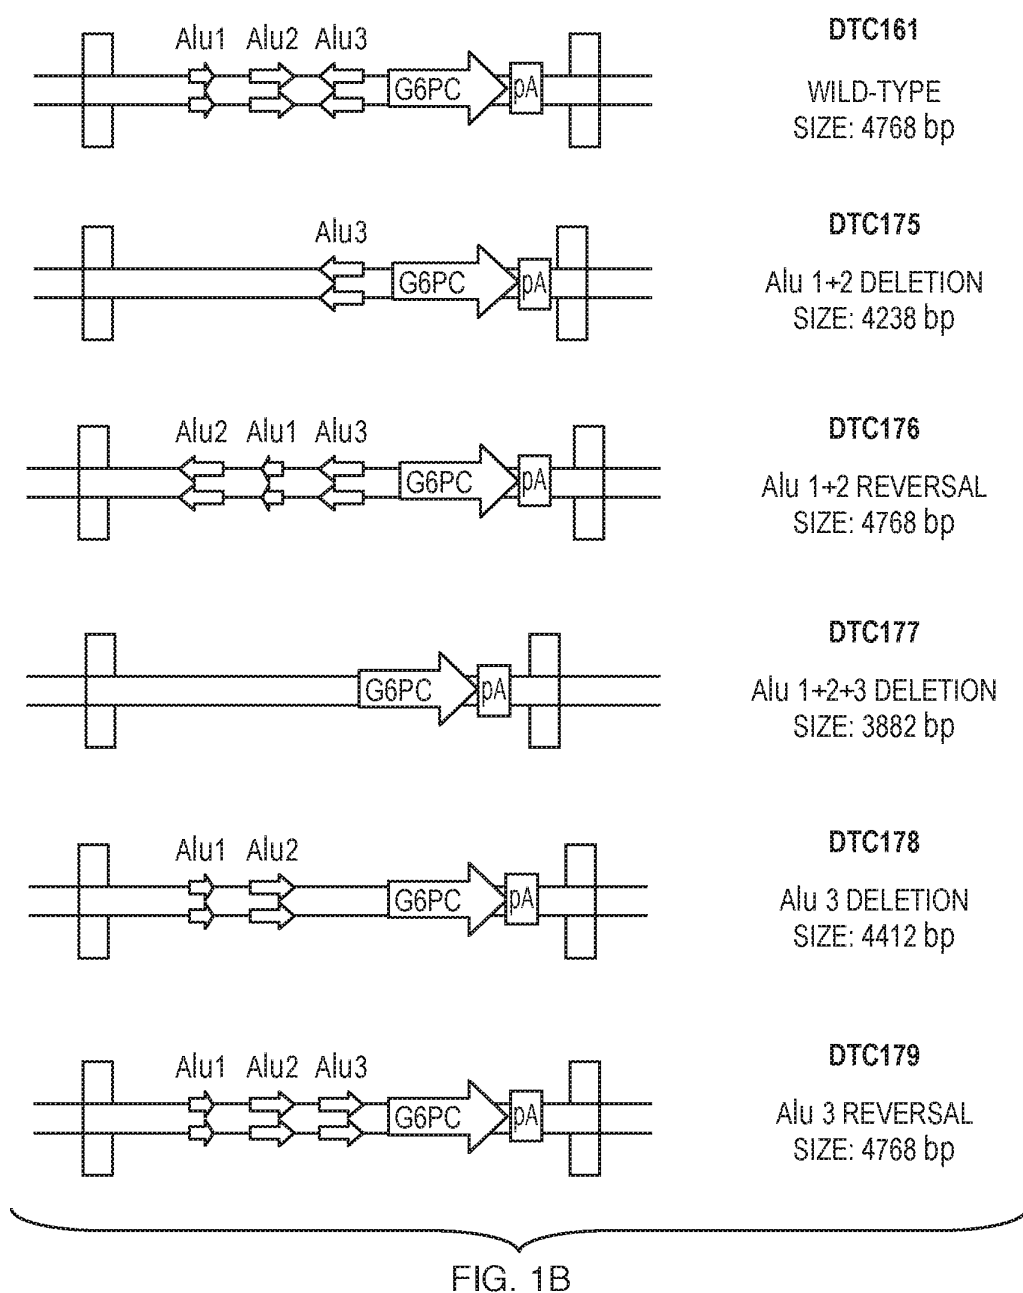 Alu1 Alu2 Alu3
G6PC pA
DTC161
WILD-TYPE
SIZE: 4768 bp
Alu3
G6PC pA
DTC175
Alu 1+2 DELETION
SIZE: 4238 bp
Alu2 Alu1 Alu3
G6PC pA
DTC176
Alu 1+2 REVERSAL
SIZE: 4768 bp
G6PC pA
DTC177
Alu 1+2+3 DELETION
SIZE: 3882 bp
Alu1 Alu2
G6PC pA
DTC178
Alu 3 DELETION
SIZE: 4412 bp
Alu1 Alu2 Alu3
G6PC pA
DTC179
Alu 3 REVERSAL
SIZE: 4768 bp
FIG. 1B